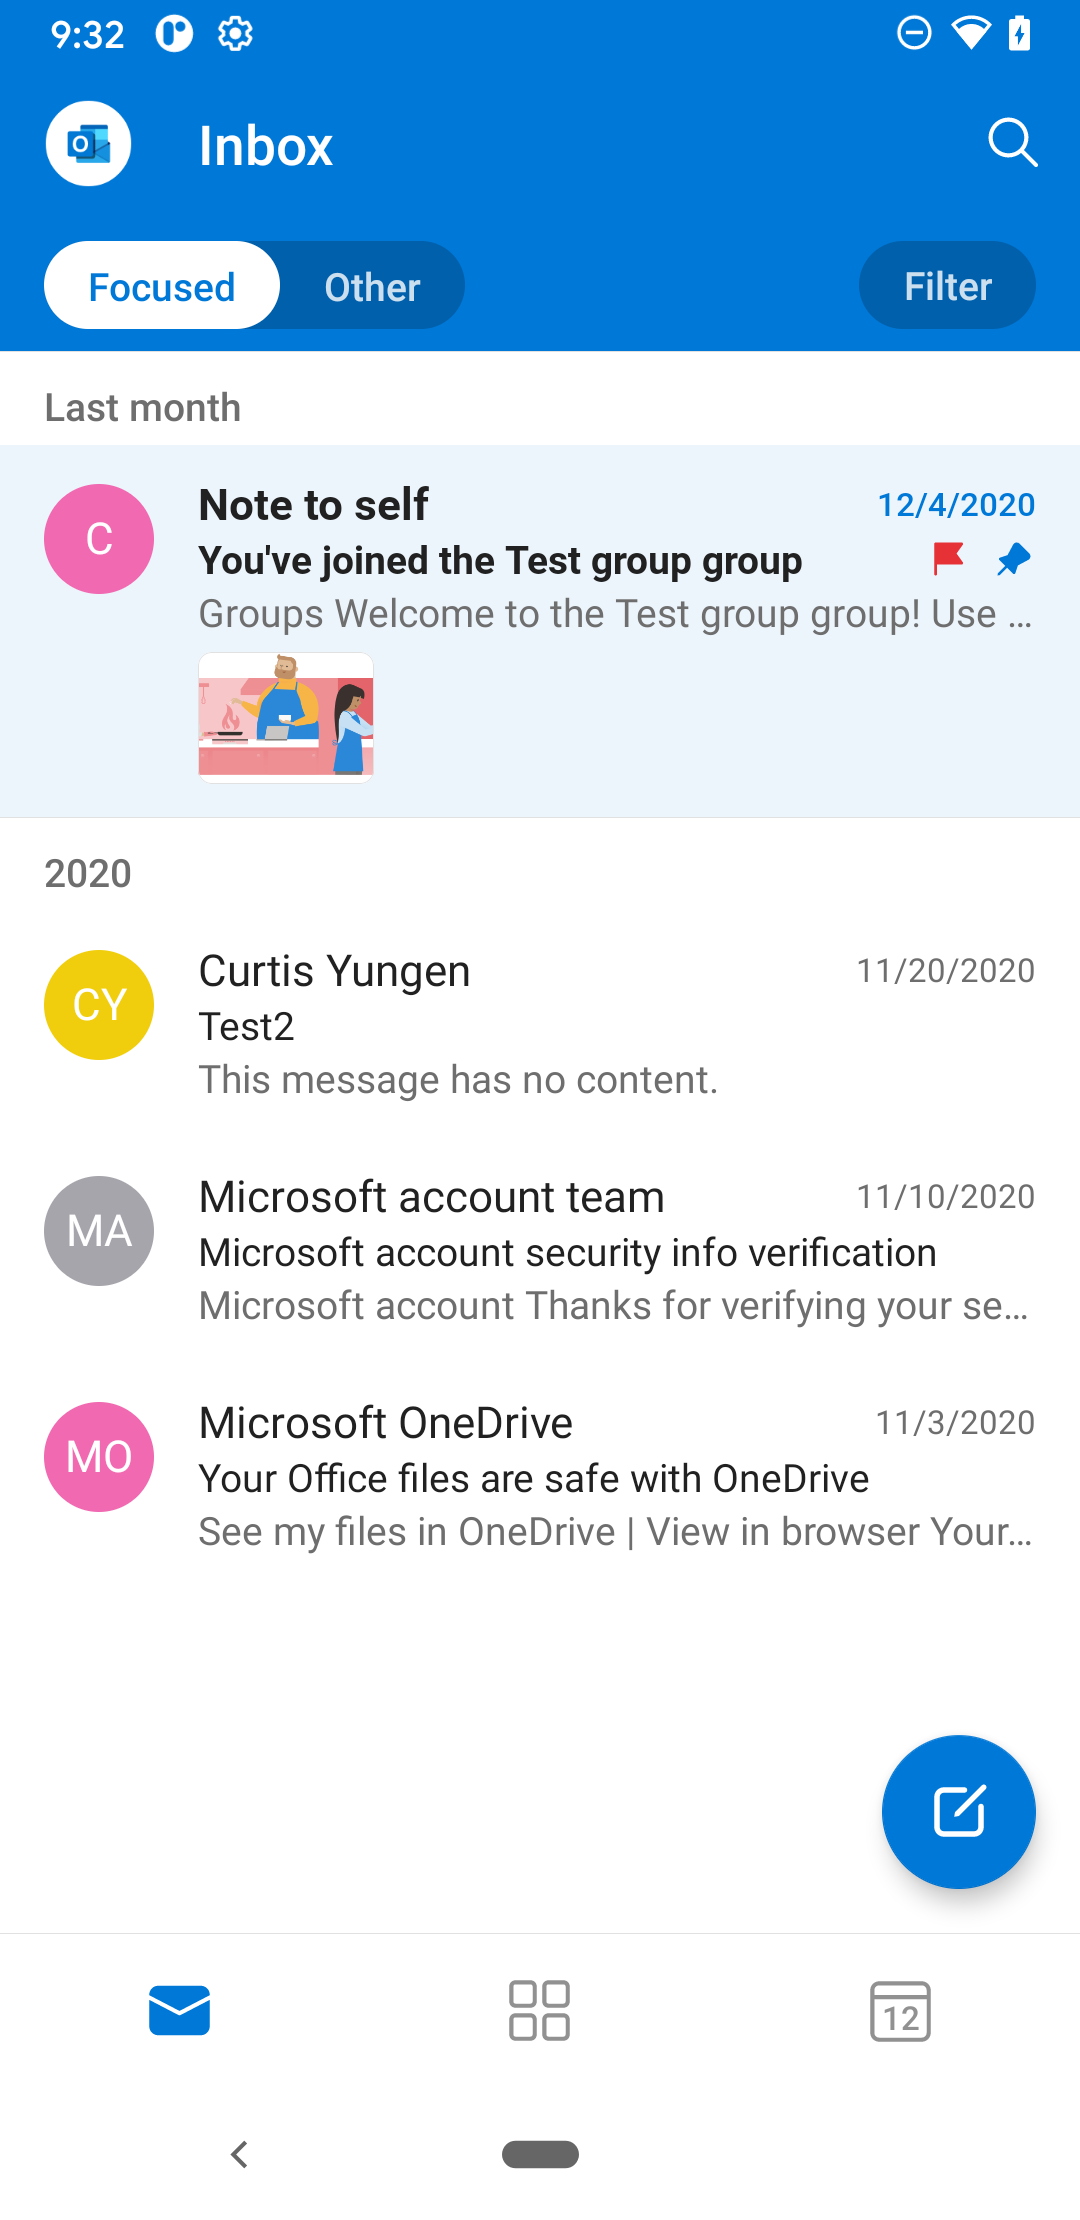 9:32
Inbox
Focused
Other
Filter
Last month
C
Note to self
12/4/2020
You've joined the Test group group
Groups Welcome to the Test group group! Use ...
2020
CY
Curtis Yungen
11/20/2020
Test2
This message has no content.
MA
Microsoft account team
11/10/2020
Microsoft account security info verification
Microsoft account Thanks for verifying your se...
MO
Microsoft OneDrive
11/3/2020
Your Office files are safe with OneDrive
See my files in OneDrive | View in browser Your...
12